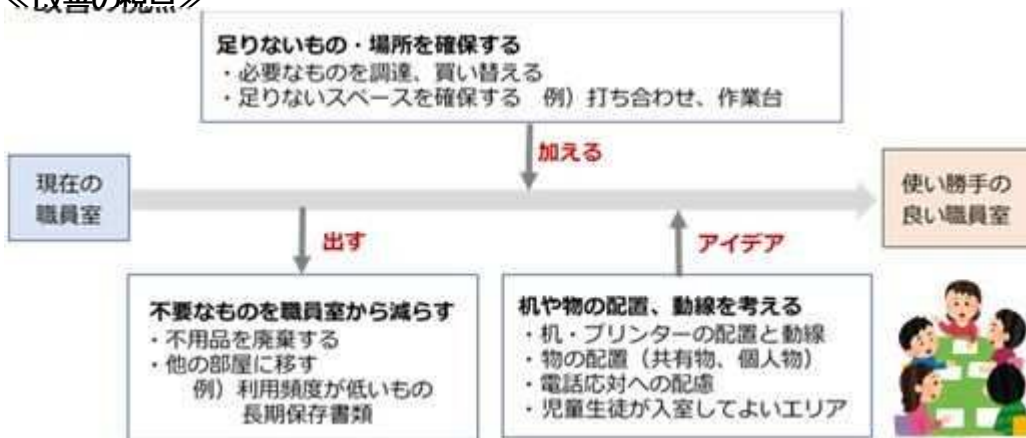 ≪改善の視点≫
足りないもの・場所を確保する
・必要なものを調達、買い替える
・足りないスペースを確保する　例）打ち合わせ、作業台
加える
現在の
職員室
使い勝手の
良い職員室
出す
アイデア
不要なものを職員室から減らす
・不用品を廃棄する
・他の部屋に移す
例）利用頻度が低いもの
長期保存書類
机や物の配置、動線を考える
・机・プリンターの配置と動線
・物の配置（共有物、個人物）
・電話応対への配慮
・児童生徒が入室してよいエリア